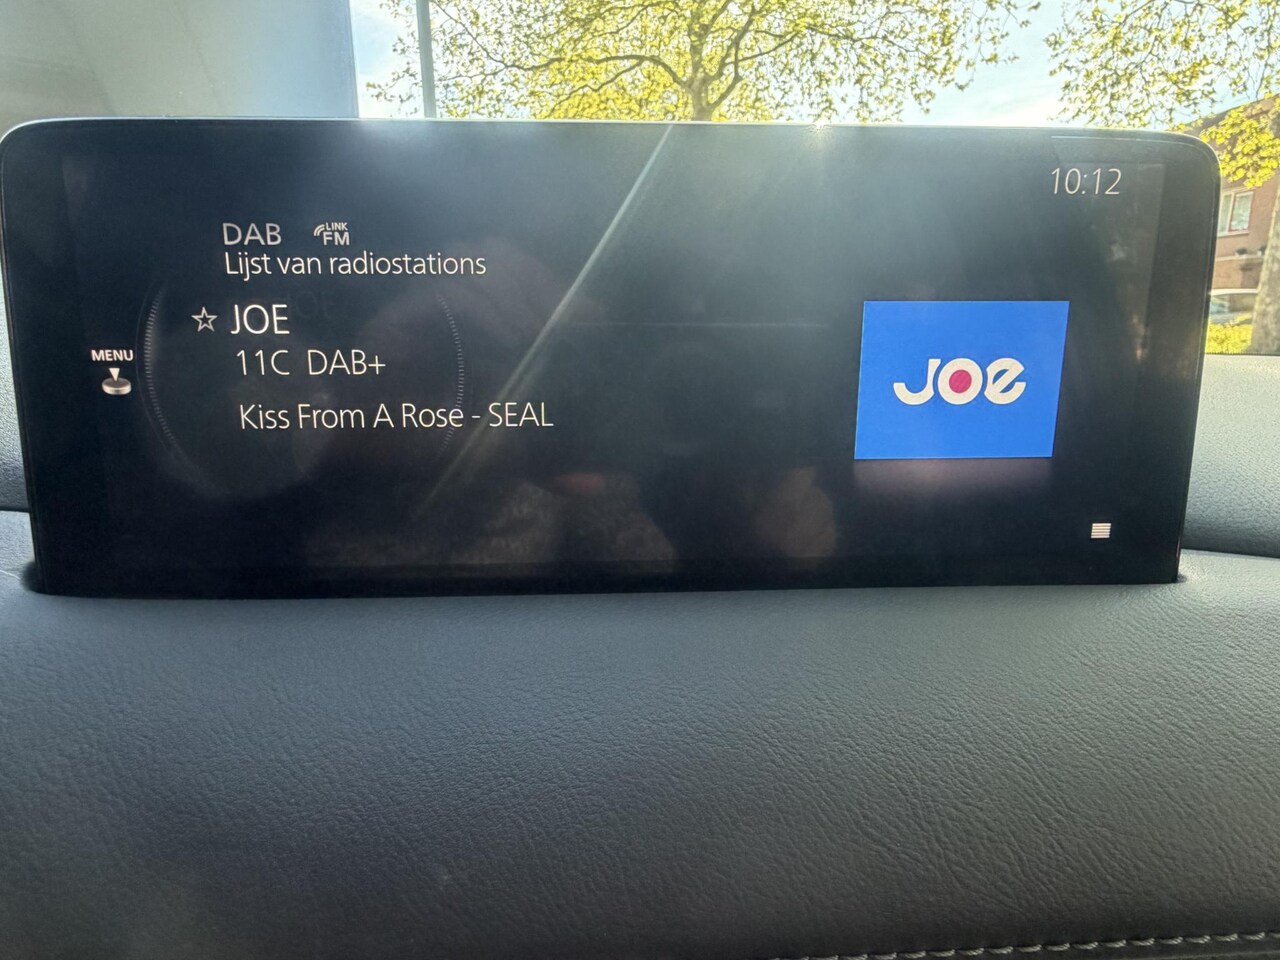 10:12
DAB LINK FM
Lijst van radiostations
JOE
11C DAB+
MENU
Kiss From A Rose - SEAL
JOe